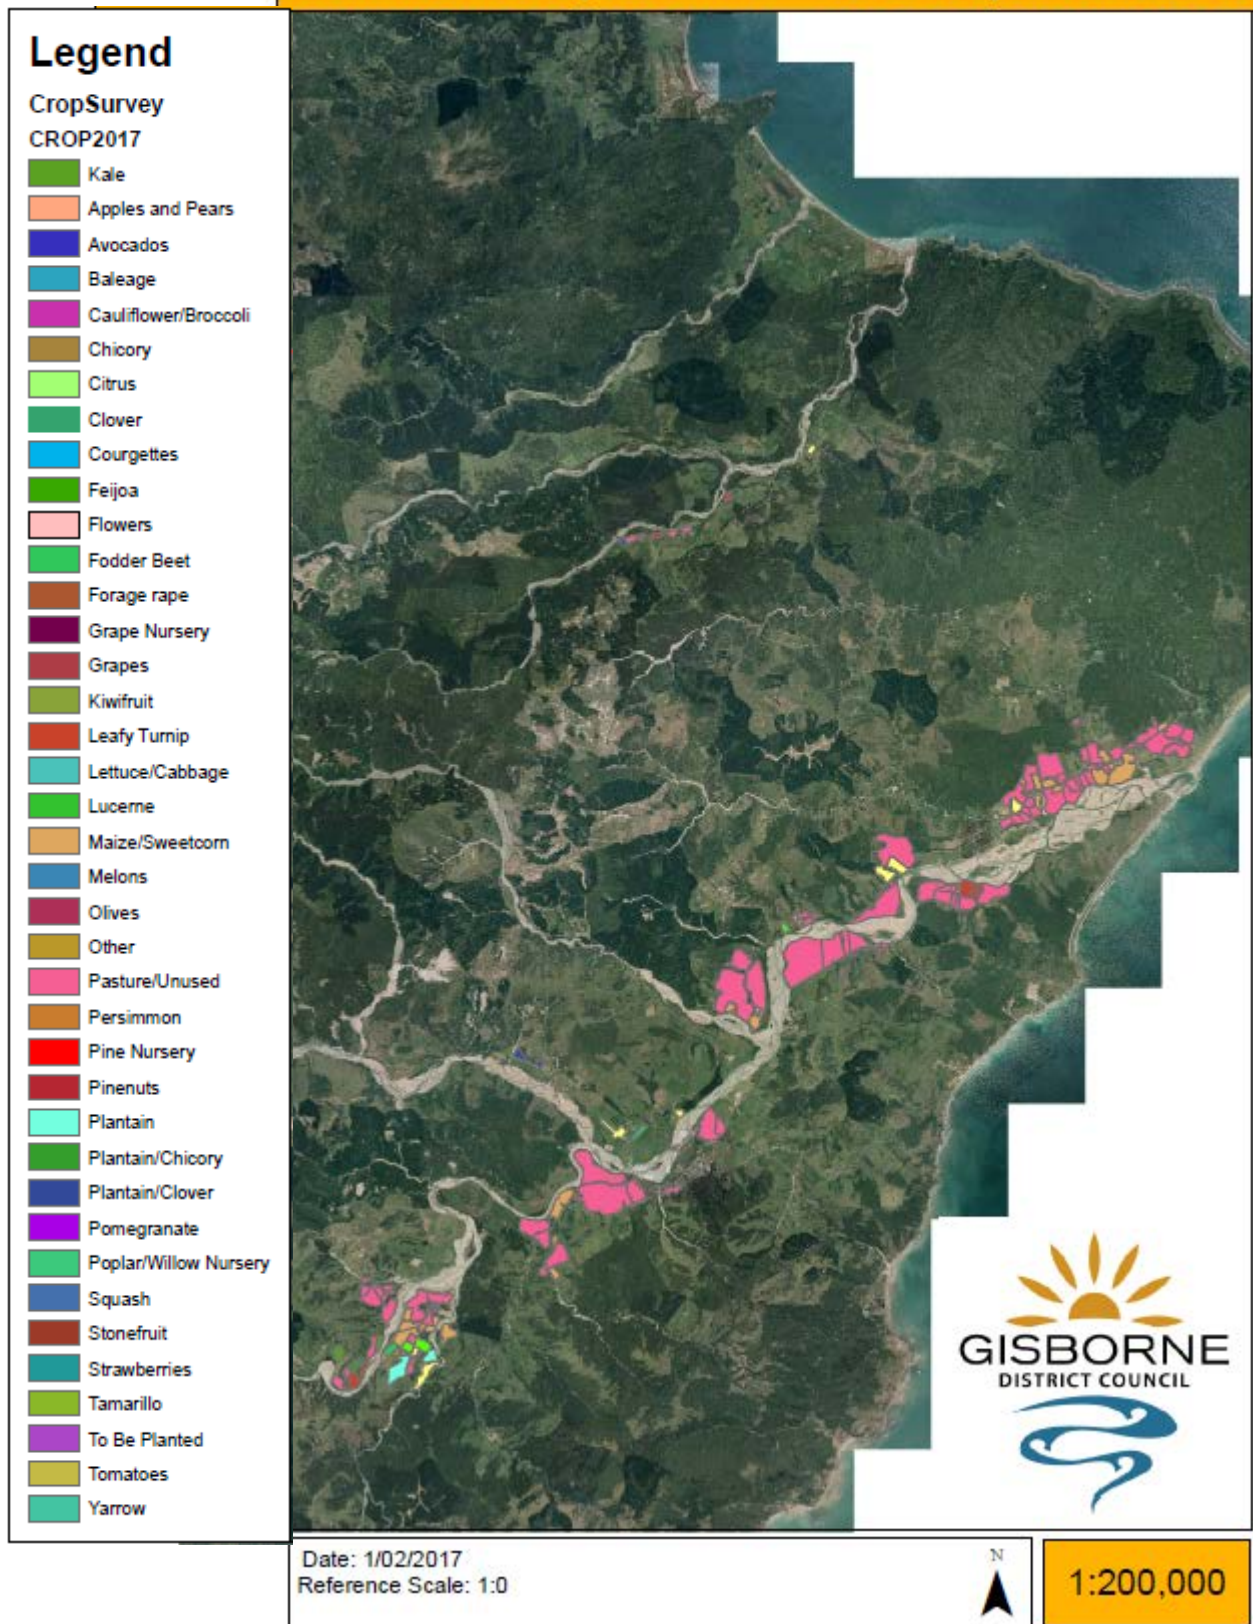 Legend
CropSurvey
CROP2017
Kale
Apples and Pears
Avocados
Baleage
Cauliflower/Broccoli
Chicory
Citrus
Clover
Courgettes
Feijoa
Flowers
Fodder Beet
Forage rape
Grape Nursery
Grapes
Kiwifruit
Leafy Turnip
Lettuce/Cabbage
Lucerne
Maize/Sweetcorn
Melons
Olives
Other
Pasture/Unused
Persimmon
Pine Nursery
Pinenuts
Plantain
Plantain/Chicory
Plantain/Clover
Pomegranate
Poplar/Willow Nursery
Squash
Stonefruit
Strawberries
Tamarillo
To Be Planted
Tomatoes
Yarrow
GISBORNE
DISTRICT COUNCIL
Date: 1/02/2017
Reference Scale: 1:0
N
1:200,000